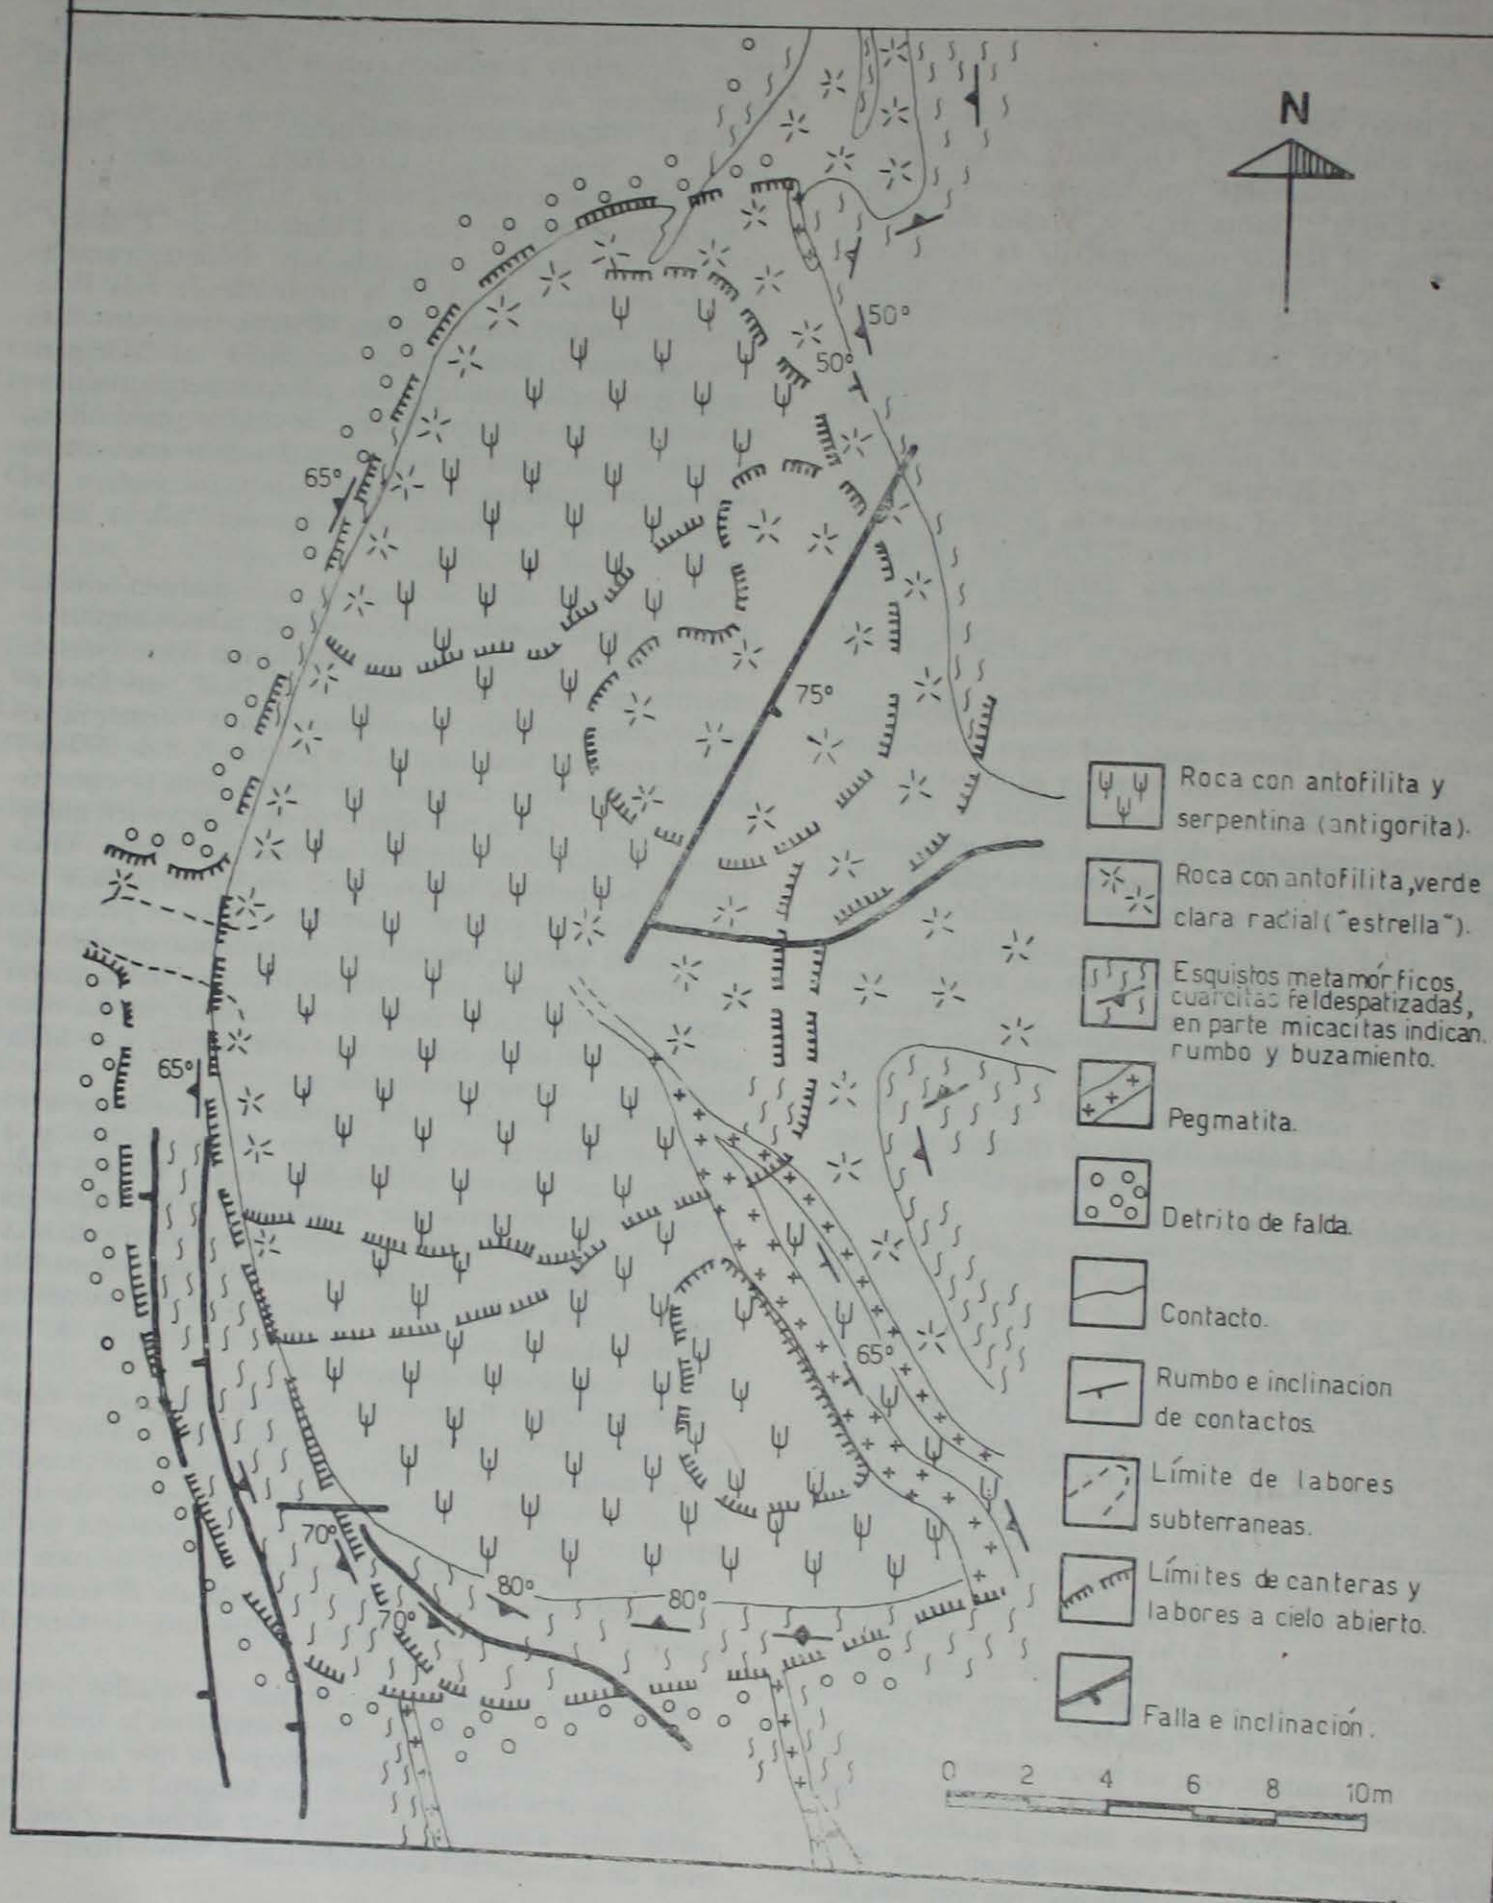 N
50°
50°
65°
75°
65°
65°
70°
80°
80°
70°
Roca con antofilita y
serpentina (antigorita).
Roca con antofilita, verde
clara radial ("estrella").
Esquistos metamórficos,
cuarcitas feldespatizadas,
en parte micacitas indican.
rumbo y buzamiento.
Pegmatita.
Detrito de falda.
Contacto.
Rumbo e inclinacion
de contactos.
Límite de labores
subterraneas.
Límites de canteras y
labores a cielo abierto.
Falla e inclinación.
0 2 4 6 8 10m